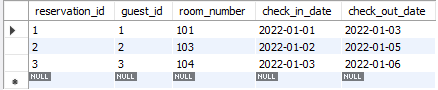 reservation_id guest_id room_number check_in_date check_out_date
1 1 101 2022-01-01 2022-01-03
2 2 103 2022-01-02 2022-01-05
3 3 104 2022-01-03 2022-01-06
NULL NULL NULL NULL NULL